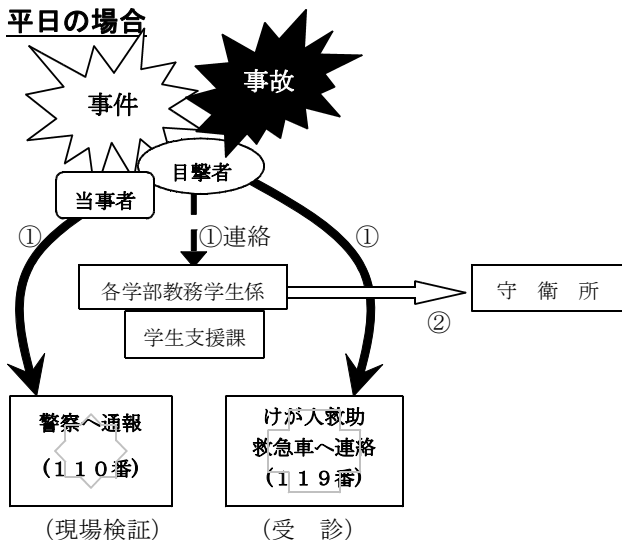 平日の場合
事件
事故
目撃者
当事者
①
①連絡
①
各学部教務学生係
守　衛　所
②
学生支援課
警察へ通報
(１１０番)
けが人救助
救急車へ連絡
(１１９番)
（現場検証）
（受　診）